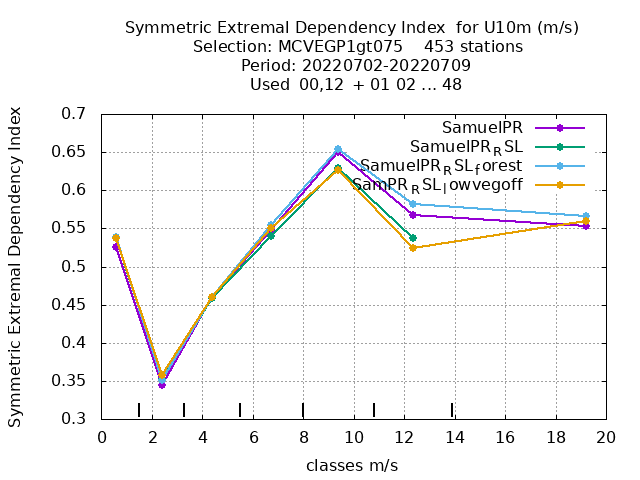 Symmetric Extremal Dependency Index for U10m (m/s)
Selection: MCVEGP1gt075 453 stations
Period: 20220702-20220709
Used 00,12 + 01 02 ... 48
Symmetric Extremal Dependency Index
0.7
0.65
0.6
0.55
0.5
0.45
0.4
0.35
0.3
SamuelPR
SamuelPR_RSL
SamuelPR_RSL_forest
SamPR_RSL_lowvegoff
0 2 4 6 8 10 12 14 16 18 20
classes m/s